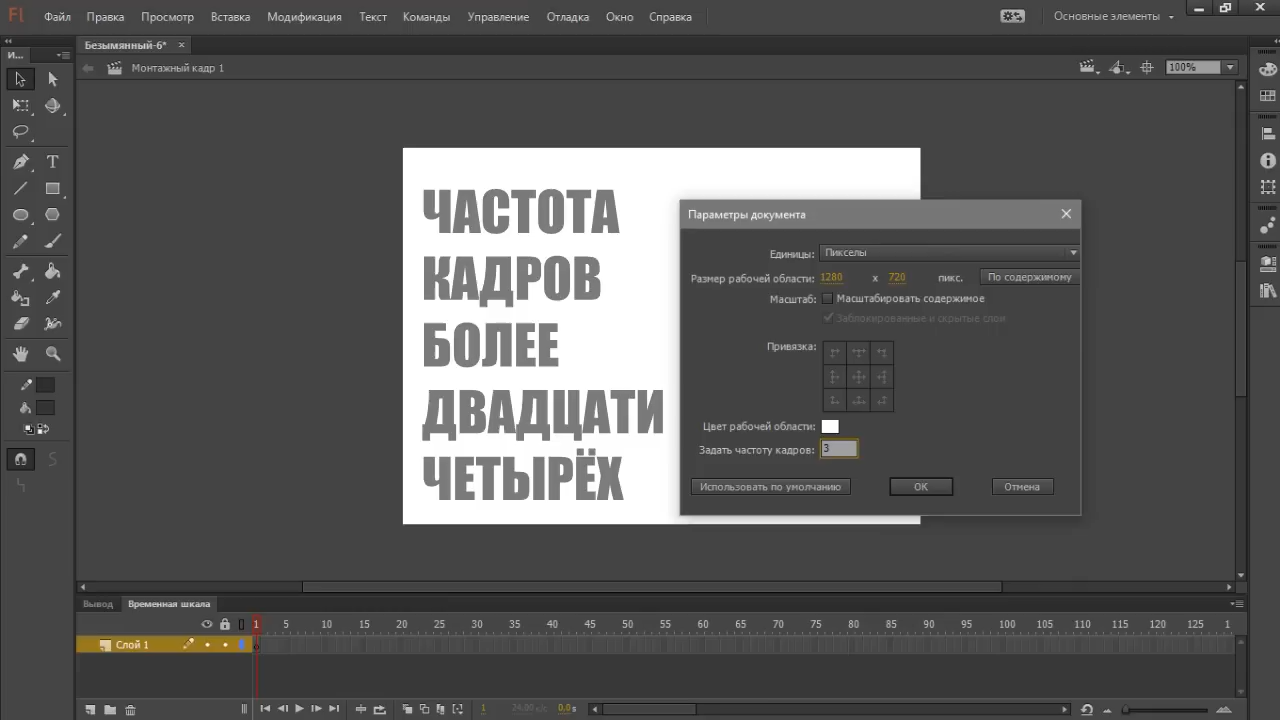 Fl Файл Правка Просмотр Вставка Модификация Текст Команды Управление Отладка Окно Справка Основные элементы
Безымянный-6* ×
И...
Монтажный кадр 1 100%
ЧАСТОТА
КАДРОВ
БОЛЕЕ
ДВАДЦАТИ
ЧЕТЫРЁХ
Параметры документа
Единицы: Пикселы
Размер рабочей области: 1280 x 720 пикс. По содержимому
Масштаб: Масштабировать содержимое
Заблокированные и скрытые слои
Привязка:
Цвет рабочей области:
Задать частоту кадров: 3
Использовать по умолчанию OK Отмена
Вывод Временная шкала
1 5 10 15 20 25 30 35 40 45 50 55 60 65 70 75 80 85 90 95 100 105 110 115 120 125 1
Слой 1
1 24.00 к/с 0.0 s